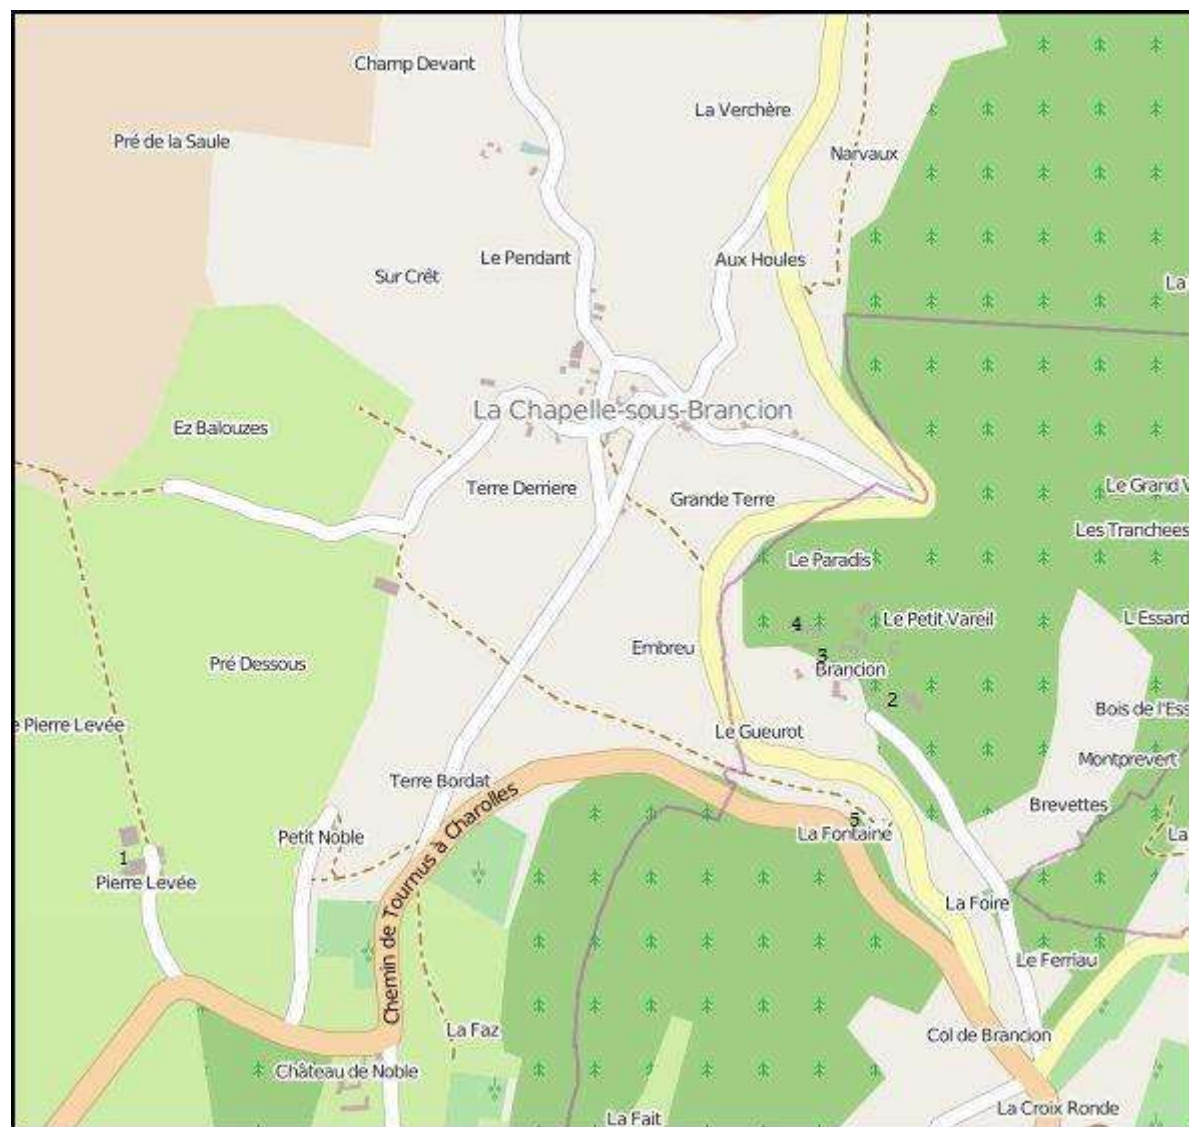 Champ Devant
La Verchère
Pré de la Saule
Narvaux
Le Pendant
Aux Houles
Sur Crêt
La
La Chapelle-sous-Brancion
Ez Balouzes
Terre Derriere
Grande Terre
Le Grand V
Les Tranchees
Le Paradis
4
Le Petit Vareil
L'Essard
Embreu
3
Pré Dessous
Brancion
2
Bois de l'Ess
e Pierre Levée
Le Gueurot
Montprevert
Terre Bordat
Brevettes
5
Petit Noble
La Fontaine
La
Chemin de Tournus à Charolles
1
Pierre Levée
La Foire
Le Ferriau
La Faz
Col de Brancion
Château de Noble
La Croix Ronde
La Fait